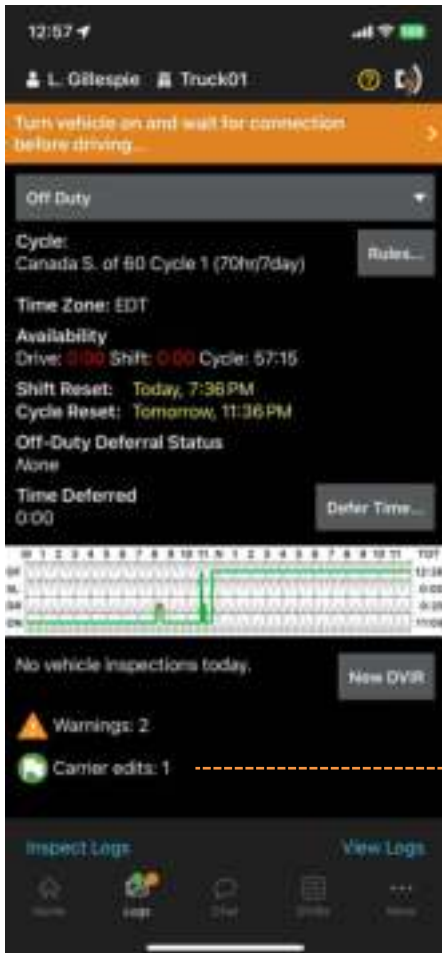 12:57
L. Gillespie Truck01
Turn vehicle on and wait for connection
before driving...
Off Duty
Cycle:
Canada S. of 60 Cycle 1 (70hr/7day)
Rules...
Time Zone: EDT
Availability
Drive: 0:00 Shift: 0:00 Cycle: 57:15
Shift Reset: Today, 7:36 PM
Cycle Reset: Tomorrow, 11:36 PM
Off-Duty Deferral Status
None
Time Deferred
0:00
Defer Time...
M 1 2 3 4 5 6 7 8 9 10 11 N 1 2 3 4 5 6 7 8 9 10 11 TOT
No vehicle inspections today.
New DVIR
Warnings: 2
Carrier edits: 1
Inspect Logs View Logs
Home Logs Chat More